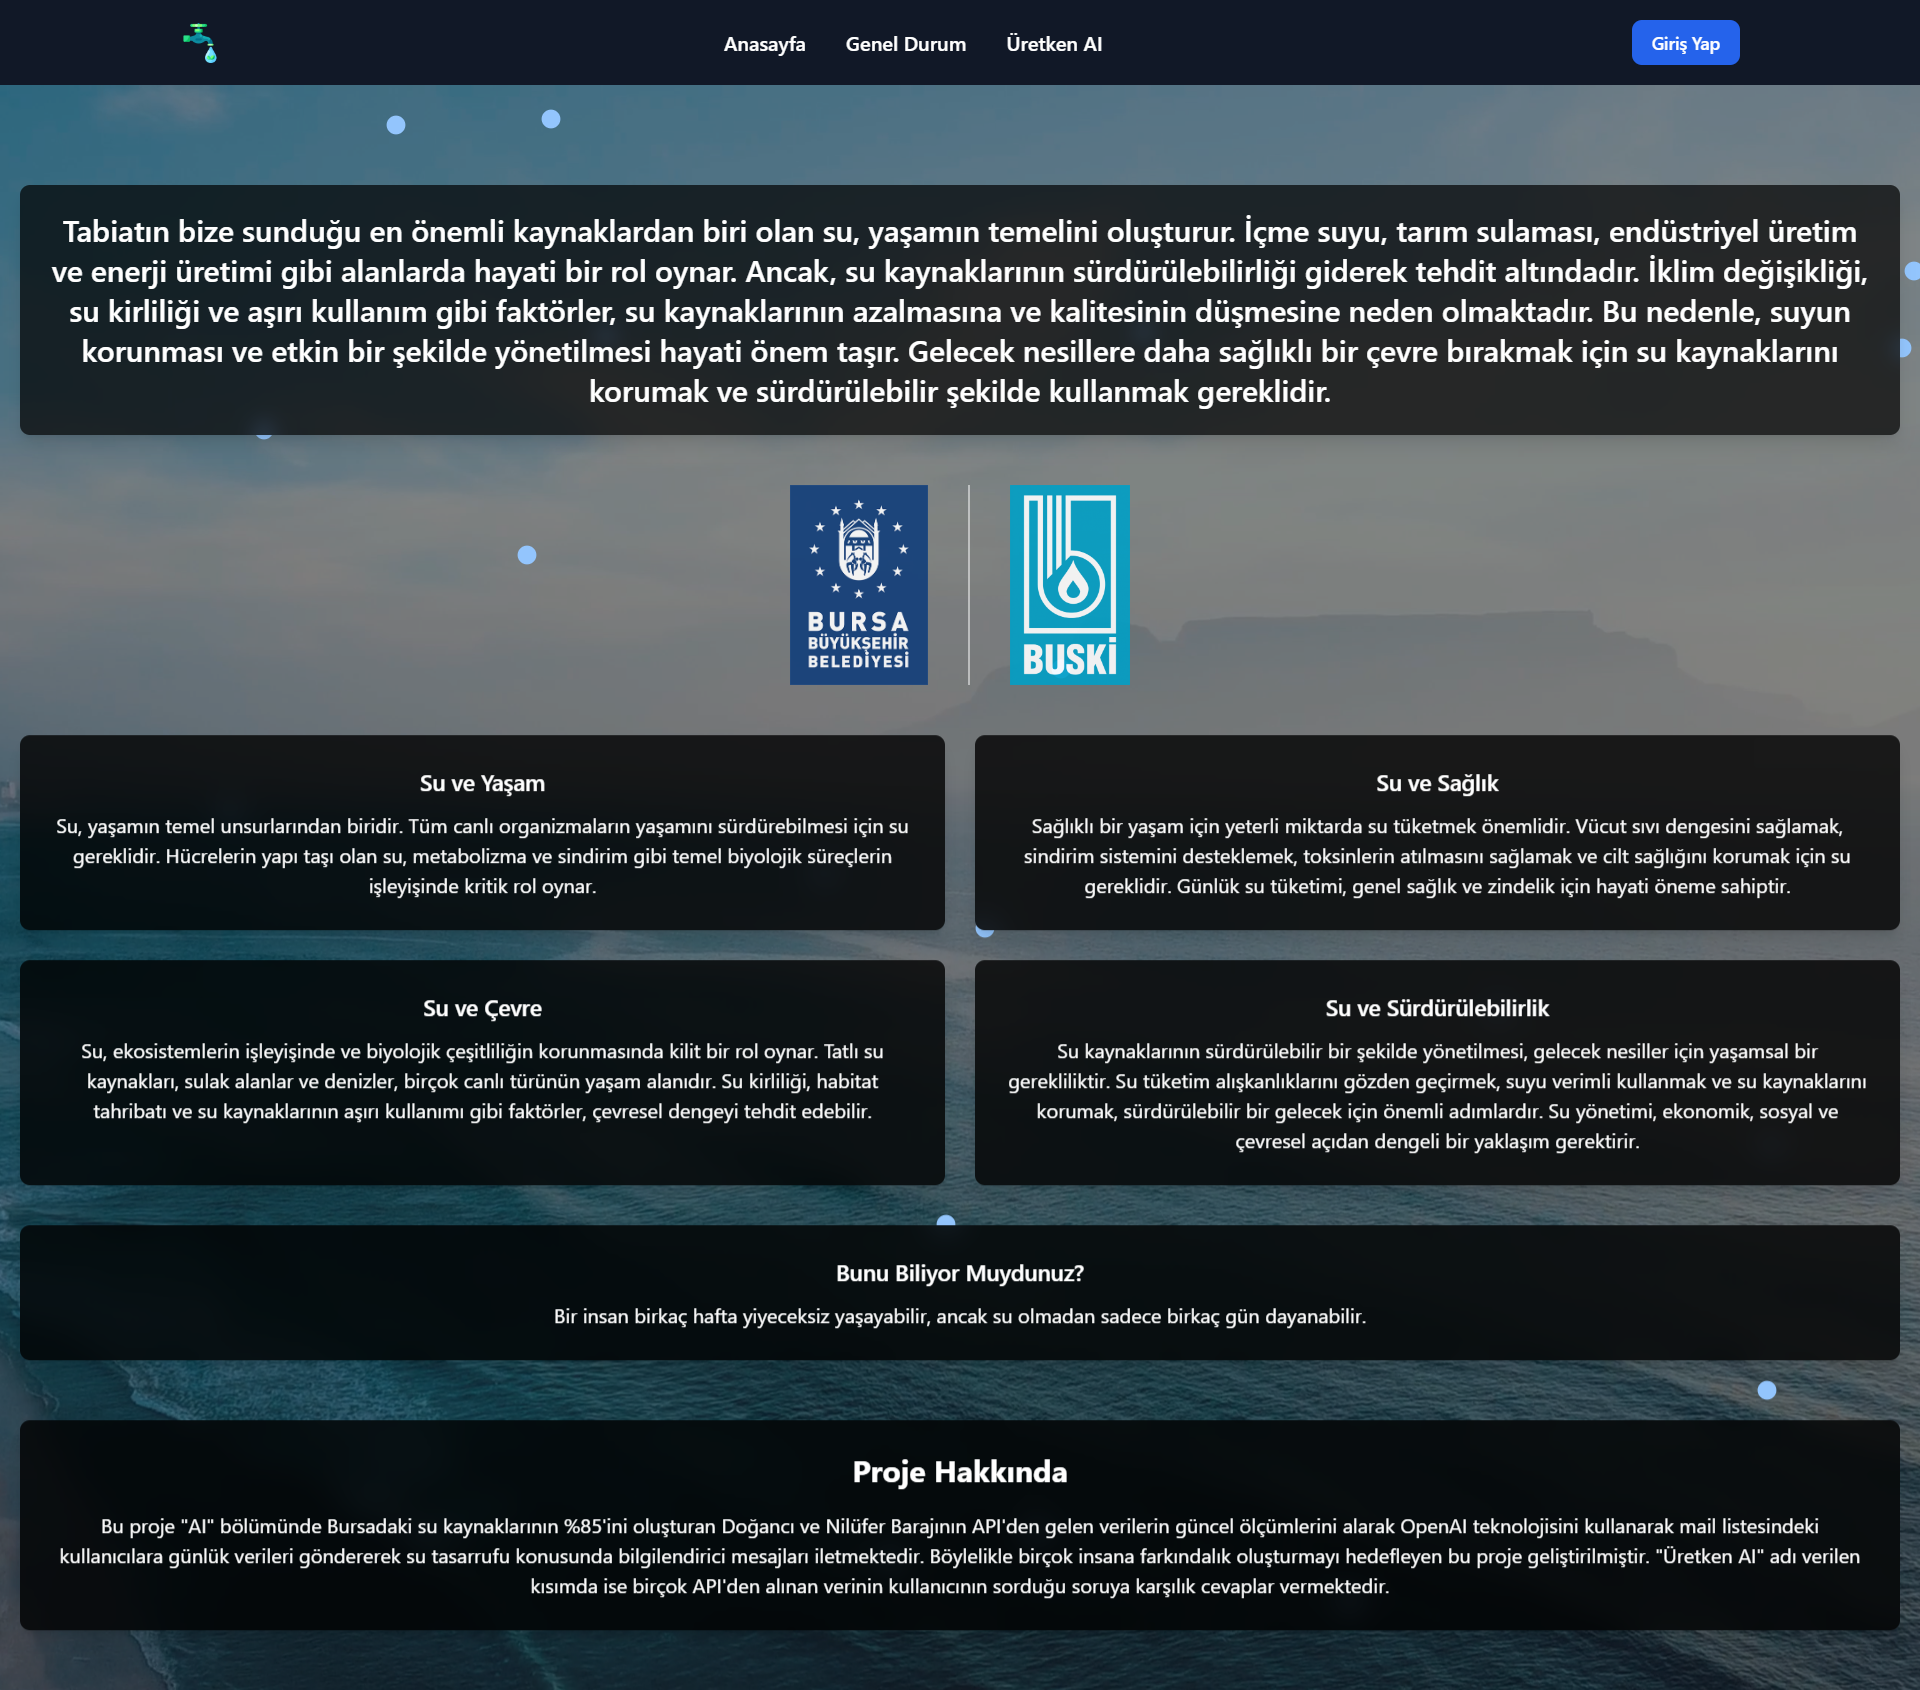 Anasayfa
Genel Durum
Üretken AI
Giriş Yap
Tabiatın bize sunduğu en önemli kaynaklardan biri olan su, yaşamın temelini oluşturur. İçme suyu, tarım sulaması, endüstriyel üretim
ve enerji üretimi gibi alanlarda hayati bir rol oynar. Ancak, su kaynaklarının sürdürülebilirliği giderek tehdit altındadır. İklim değişikliği,
su kirliliği ve aşırı kullanım gibi faktörler, su kaynaklarının azalmasına ve kalitesinin düşmesine neden olmaktadır. Bu nedenle, suyun
korunması ve etkin bir şekilde yönetilmesi hayati önem taşır. Gelecek nesillere daha sağlıklı bir çevre bırakmak için su kaynaklarını
korumak ve sürdürülebilir şekilde kullanmak gereklidir.
BURSA
BÜYÜKŞEHİR
BELEDİYESİ
BUSKİ
Su ve Yaşam
Su, yaşamın temel unsurlarından biridir. Tüm canlı organizmaların yaşamını sürdürebilmesi için su
gereklidir. Hücrelerin yapı taşı olan su, metabolizma ve sindirim gibi temel biyolojik süreçlerin
işleyişinde kritik rol oynar.
Su ve Sağlık
Sağlıklı bir yaşam için yeterli miktarda su tüketmek önemlidir. Vücut sıvı dengesini sağlamak,
sindirim sistemini desteklemek, toksinlerin atılmasını sağlamak ve cilt sağlığını korumak için su
gereklidir. Günlük su tüketimi, genel sağlık ve zindelik için hayati öneme sahiptir.
Su ve Çevre
Su, ekosistemlerin işleyişinde ve biyolojik çeşitliliğin korunmasında kilit bir rol oynar. Tatlı su
kaynakları, sulak alanlar ve denizler, birçok canlı türünün yaşam alanıdır. Su kirliliği, habitat
tahribatı ve su kaynaklarının aşırı kullanımı gibi faktörler, çevresel dengeyi tehdit edebilir.
Su ve Sürdürülebilirlik
Su kaynaklarının sürdürülebilir bir şekilde yönetilmesi, gelecek nesiller için yaşamsal bir
gerekliliktir. Su tüketim alışkanlıklarını gözden geçirmek, suyu verimli kullanmak ve su kaynaklarını
korumak, sürdürülebilir bir gelecek için önemli adımlardır. Su yönetimi, ekonomik, sosyal ve
çevresel açıdan dengeli bir yaklaşım gerektirir.
Bunu Biliyor Muydunuz?
Bir insan birkaç hafta yiyeceksiz yaşayabilir, ancak su olmadan sadece birkaç gün dayanabilir.
Proje Hakkında
Bu proje "AI" bölümünde Bursadaki su kaynaklarının %85'ini oluşturan Doğancı ve Nilüfer Barajının API'den gelen verilerin güncel ölçümlerini alarak OpenAI teknolojisini kullanarak mail listesindeki
kullanıcılara günlük verileri göndererek su tasarrufu konusunda bilgilendirici mesajları iletmektedir. Böylelikle birçok insana farkındalık oluşturmayı hedefleyen bu proje geliştirilmiştir. "Üretken AI" adı verilen
kısımda ise birçok API'den alınan verinin kullanıcının sorduğu soruya karşılık cevaplar vermektedir.